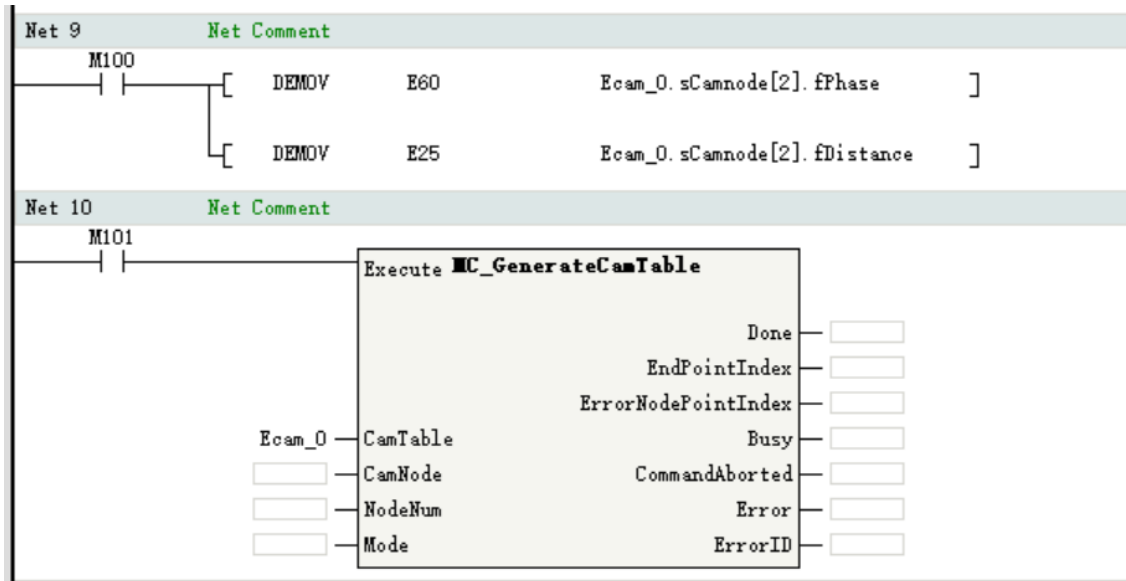 Net 9 Net Comment
M100
DEMOV E60 Ecam_0.sCamnode[2].fPhase
DEMOV E25 Ecam_0.sCamnode[2].fDistance
Net 10 Net Comment
M101
Execute MC_GenerateCamTable
Done
EndPointIndex
ErrorNodePointIndex
Ecam_0 CamTable Busy
CamNode CommandAborted
NodeNum Error
Mode ErrorID